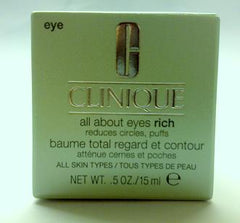 eye
CLINIQUE
all about eyes rich
reduces circles, puffs
baume total regard et contour
atténue cernes et poches
ALL SKIN TYPES / TOUS TYPES DE PEAU
NET WT. .5 OZ./15 ml ℮